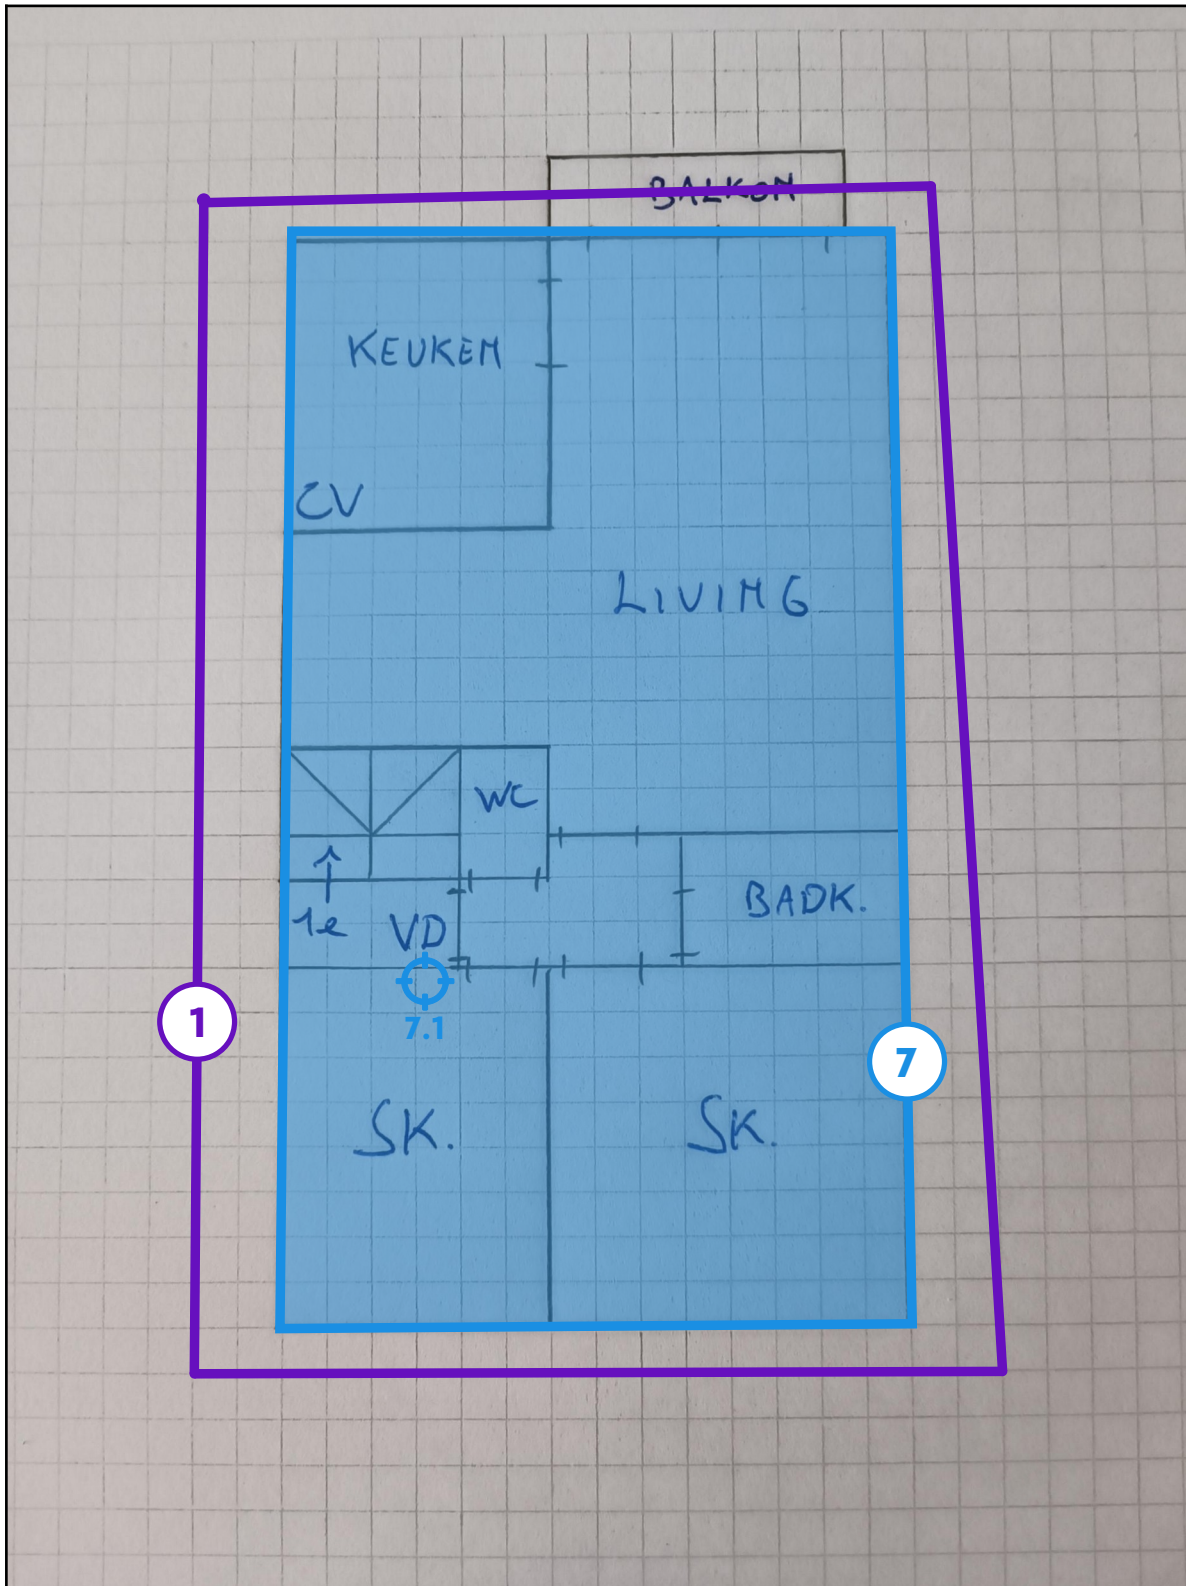 BALKON
KEUKEN
CV
LIVING
WC
1e
VD
BADK.
7.1
1
7
SK.
SK.